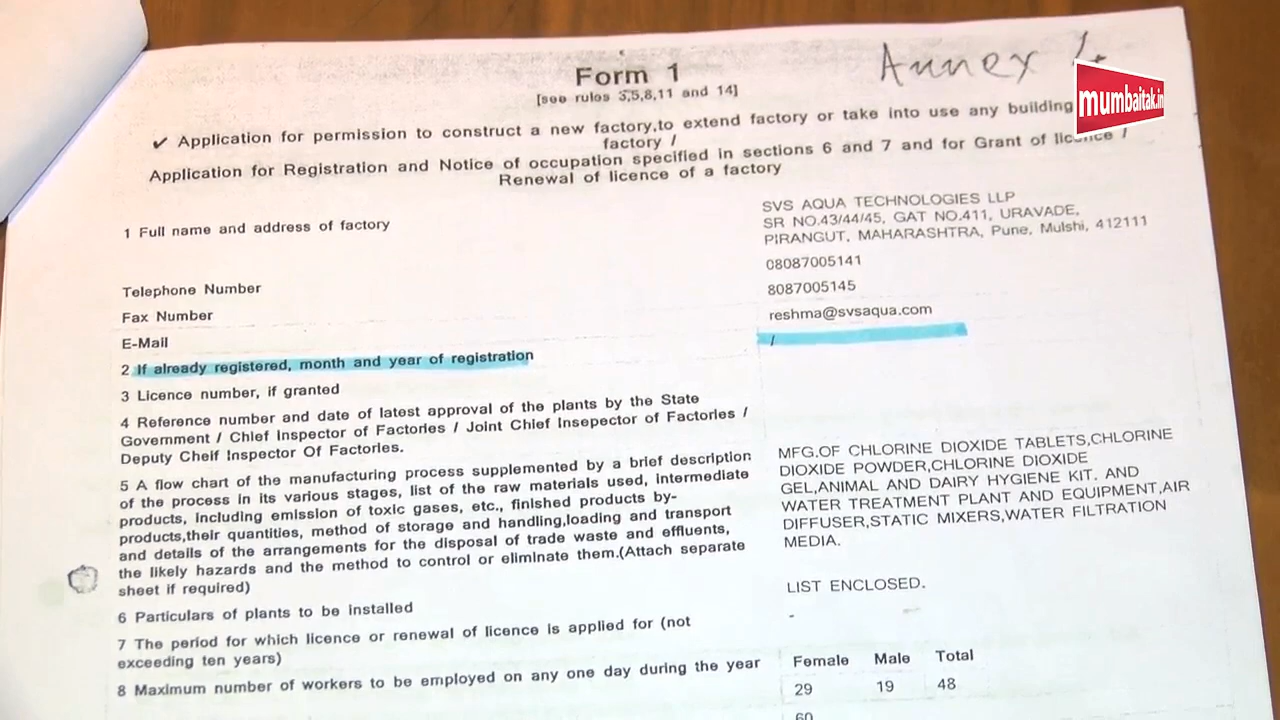 Annex
mumbaitak.in
Form 1
[see rules 3,5,8,11 and 14]
✔ Application for permission to construct a new factory,to extend factory or take into use any building
factory /
Application for Registration and Notice of occupation specified in sections 6 and 7 and for Grant of licence /
Renewal of licence of a factory
1 Full name and address of factory
SVS AQUA TECHNOLOGIES LLP
SR NO.43/44/45, GAT NO.411, URAVADE,
PIRANGUT, MAHARASHTRA, Pune, Mulshi, 412111
Telephone Number
08087005141
Fax Number
8087005145
E-Mail
reshma@svsaqua.com
2 If already registered, month and year of registration
/
3 Licence number, if granted
4 Reference number and date of latest approval of the plants by the State
Government / Chief Inspector of Factories / Joint Chief Insepector of Factories /
Deputy Cheif Inspector Of Factories.
5 A flow chart of the manufacturing process supplemented by a brief description
of the process in its various stages, list of the raw materials used, intermediate
products, including emission of toxic gases, etc., finished products by-
products,their quantities, method of storage and handling,loading and transport
and details of the arrangements for the disposal of trade waste and effluents,
the likely hazards and the method to control or eliminate them.(Attach separate
sheet if required)
MFG.OF CHLORINE DIOXIDE TABLETS,CHLORINE
DIOXIDE POWDER,CHLORINE DIOXIDE
GEL,ANIMAL AND DAIRY HYGIENE KIT. AND
WATER TREATMENT PLANT AND EQUIPMENT,AIR
DIFFUSER,STATIC MIXERS,WATER FILTRATION
MEDIA.
6 Particulars of plants to be installed
LIST ENCLOSED.
7 The period for which licence or renewal of licence is applied for (not
exceeding ten years)
-
8 Maximum number of workers to be employed on any one day during the year
Female Male Total
29 19 48
60